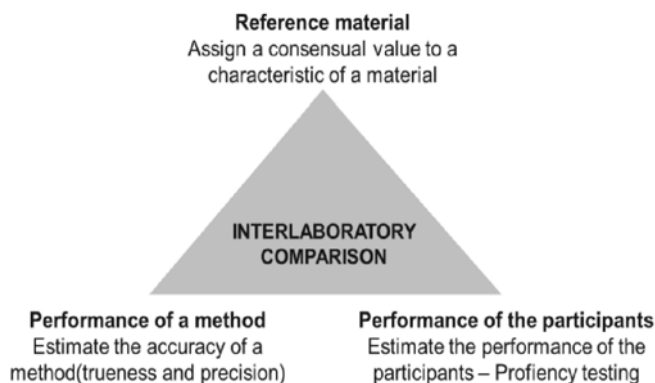 Reference material
Assign a consensual value to a
characteristic of a material
INTERLABORATORY
COMPARISON
Performance of a method
Estimate the accuracy of a
method(trueness and precision)
Performance of the participants
Estimate the performance of the
participants – Profiency testing